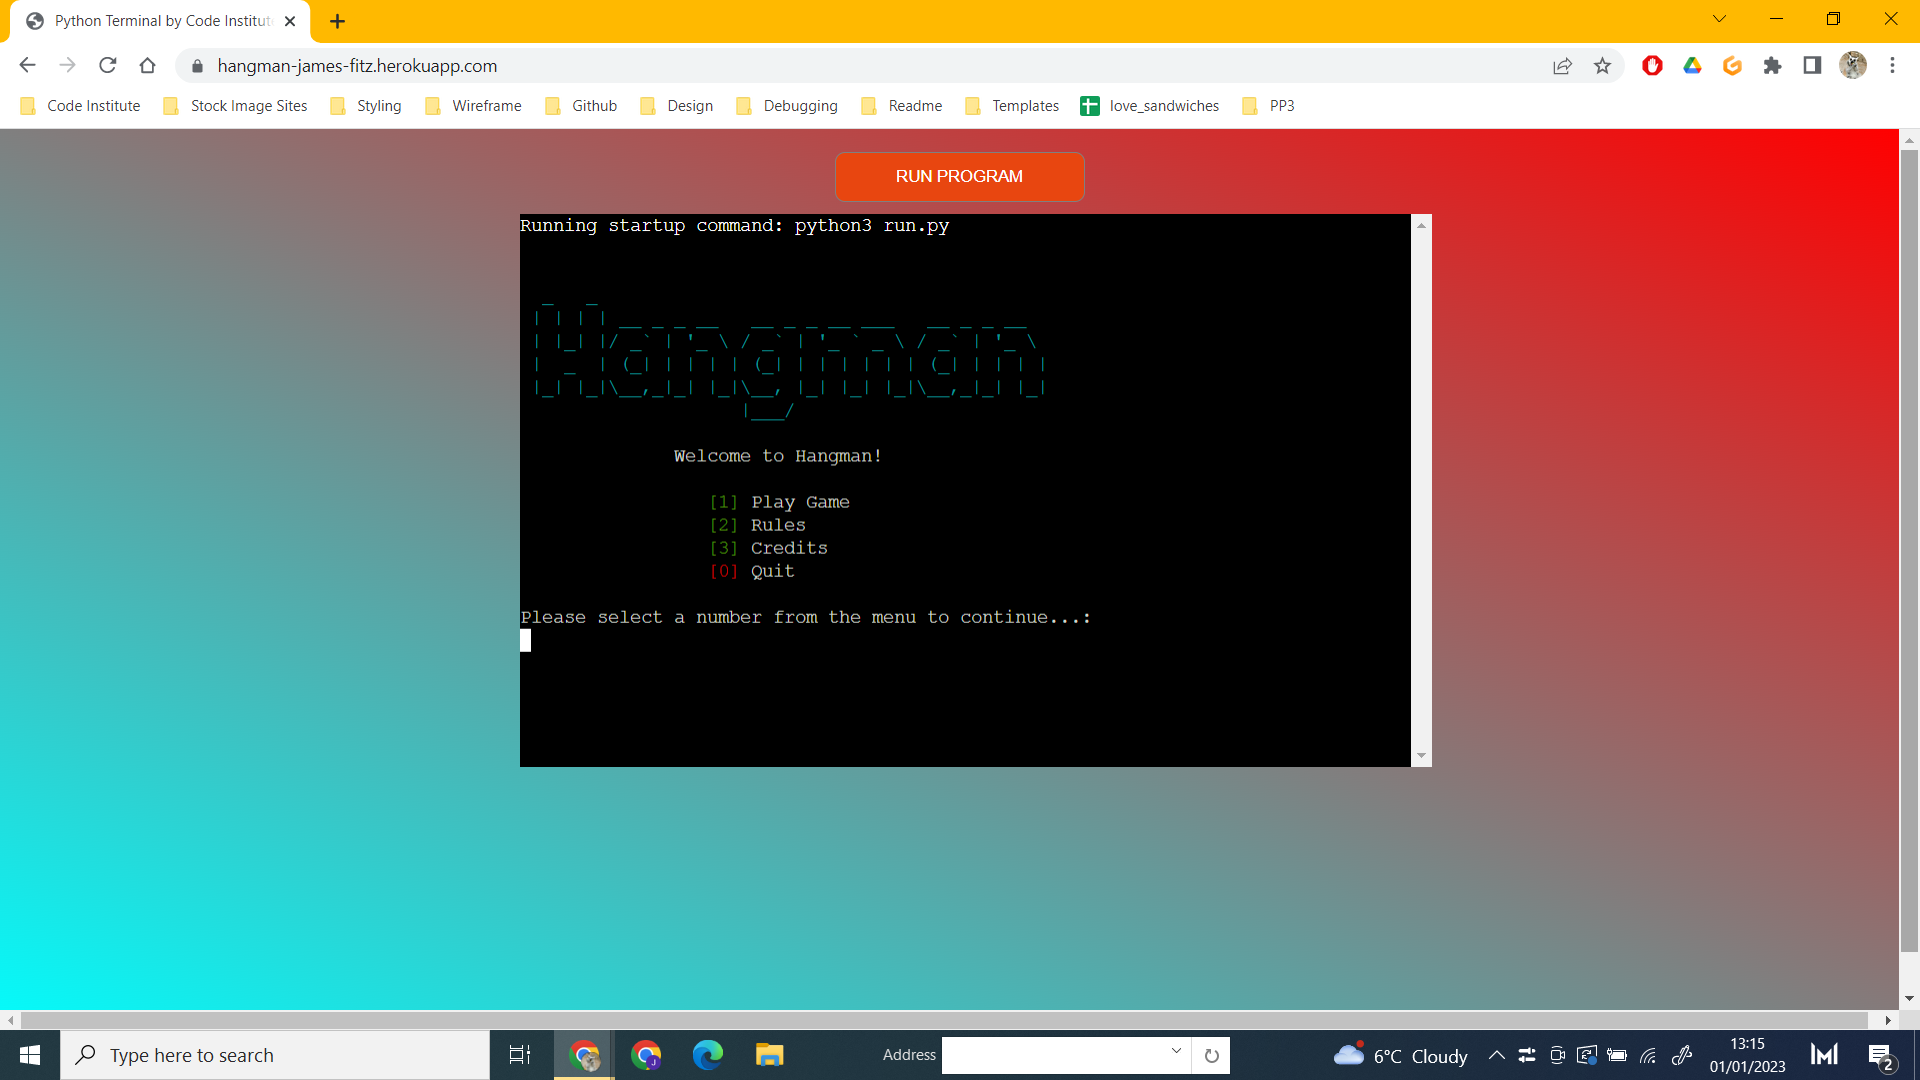 Python Terminal by Code Institut
hangman-james-fitz.herokuapp.com
Code Institute Stock Image Sites Styling Wireframe Github Design Debugging Readme Templates love_sandwiches PP3
RUN PROGRAM
Running startup command: python3 run.py
Hangman
Welcome to Hangman!
[1] Play Game
[2] Rules
[3] Credits
[0] Quit
Please select a number from the menu to continue...:
Type here to search
Address
6°C Cloudy
13:15
01/01/2023
2